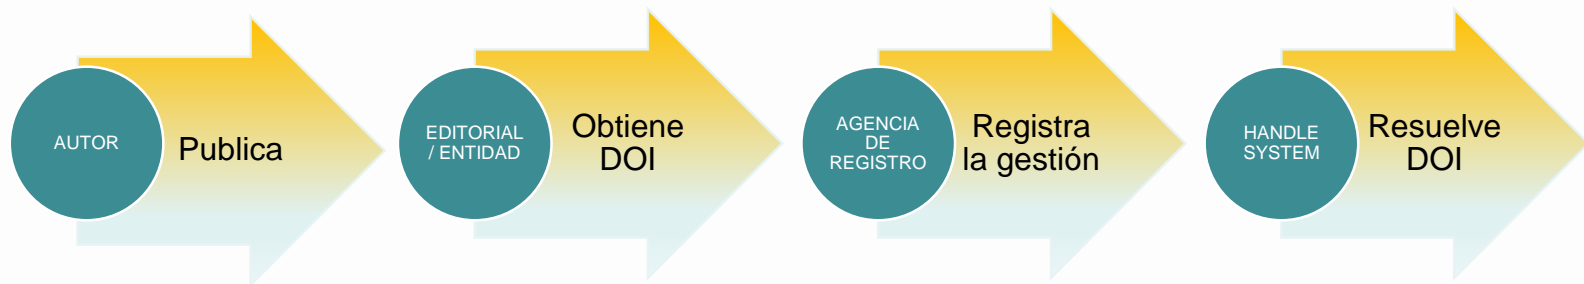 AUTOR
Publica
EDITORIAL
/ ENTIDAD
Obtiene
DOI
AGENCIA
DE
REGISTRO
Registra
la gestión
HANDLE
SYSTEM
Resuelve
DOI